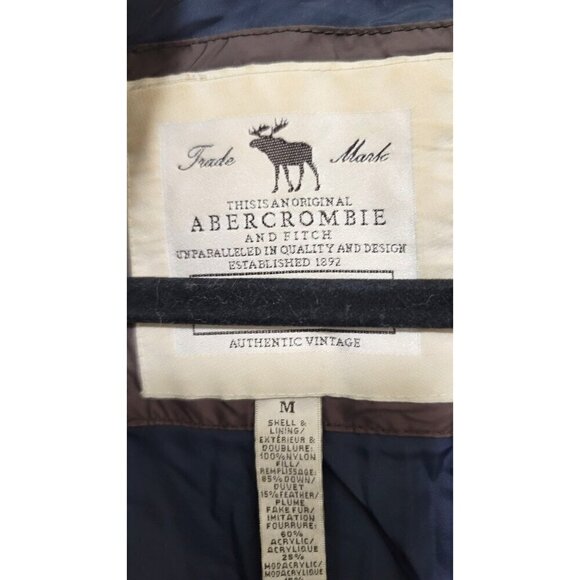 Trade Mark
THIS IS AN ORIGINAL
ABERCROMBIE
AND FITCH
UNPARALLELED IN QUALITY AND DESIGN
ESTABLISHED 1892
AUTHENTIC VINTAGE
M
SHELL &
LINING/
EXTÉRIEUR &
DOUBLURE:
100% NYLON
FILL/
REMPLISSAGE:
85% DOWN/
DUVET
15% FEATHER/
PLUME
FAKE FUR/
IMITATION
FOURRURE:
60%
ACRYLIC/
ACRYLIQUE
25%
MODACRYLIC/
MODACRYLIQUE